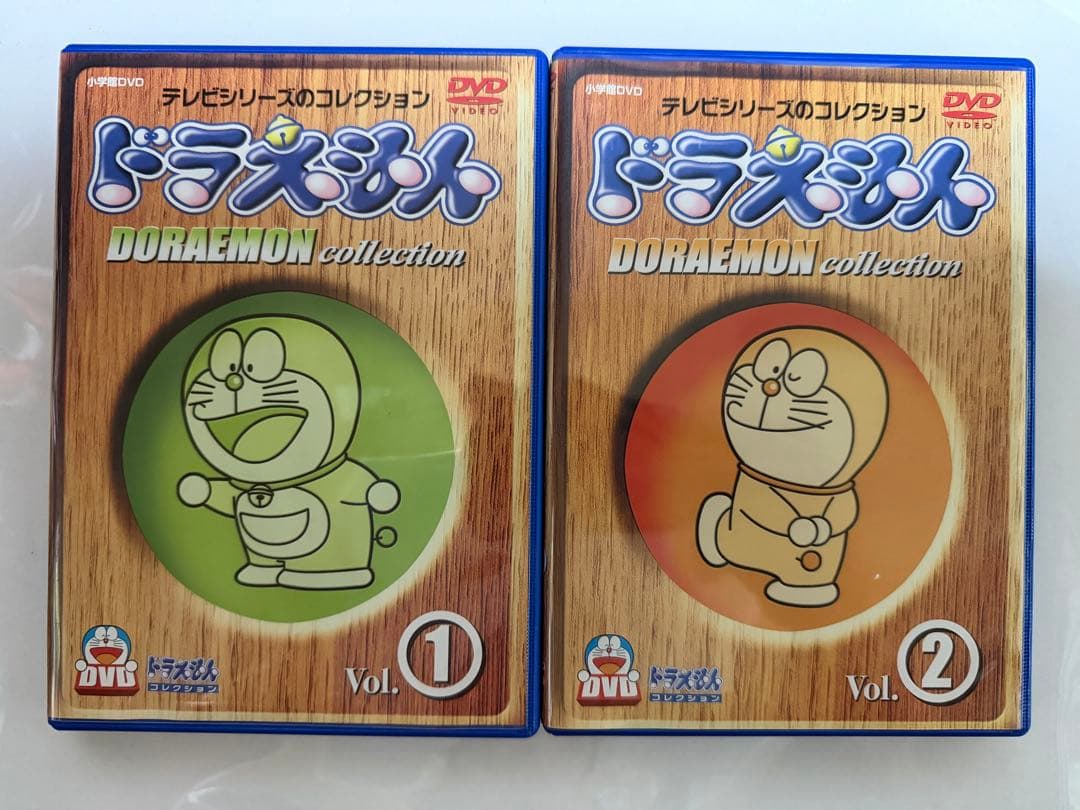 小学館DVD
テレビシリーズのコレクション
DVD
VIDEO
ドラえもん
DORAEMON collection
DVD
ドラえもん
コレクション
Vol. 1
小学館DVD
テレビシリーズのコレクション
DVD
VIDEO
ドラえもん
DORAEMON collection
DVD
ドラえもん
コレクション
Vol. 2